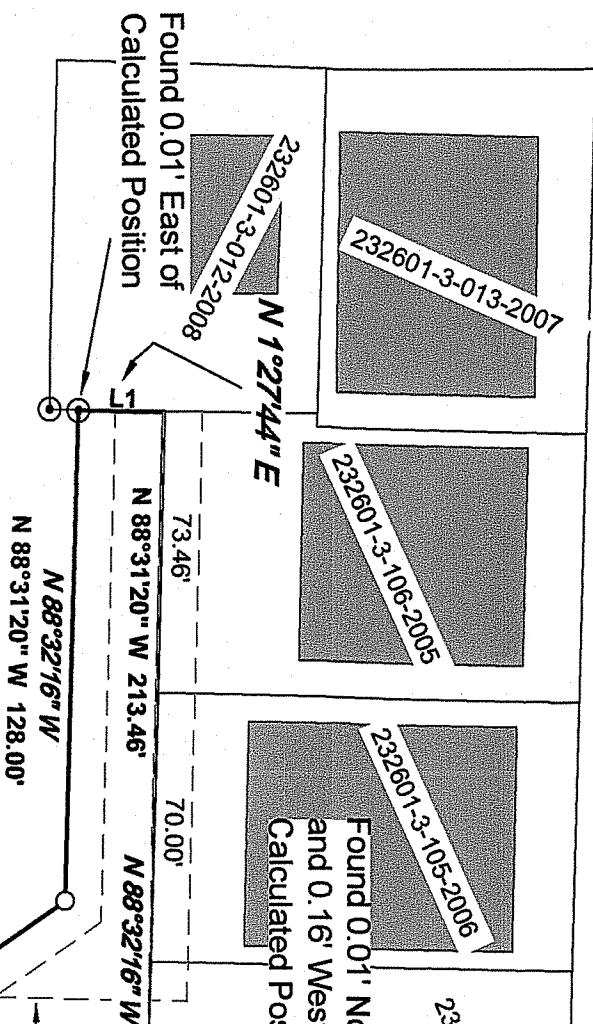 232601-3-013-2007
232601-3-012-2008
Found 0.01' East of
Calculated Position
N 1°27'44" E
L1
232601-3-106-2005
73.46'
N 88°31'20" W 213.46'
N 88°32'16" W
N 88°31'20" W 128.00'
232601-3-105-2006
70.00'
N 88°32'16" W
Found 0.01' No
and 0.16' Wes
Calculated Pos
23